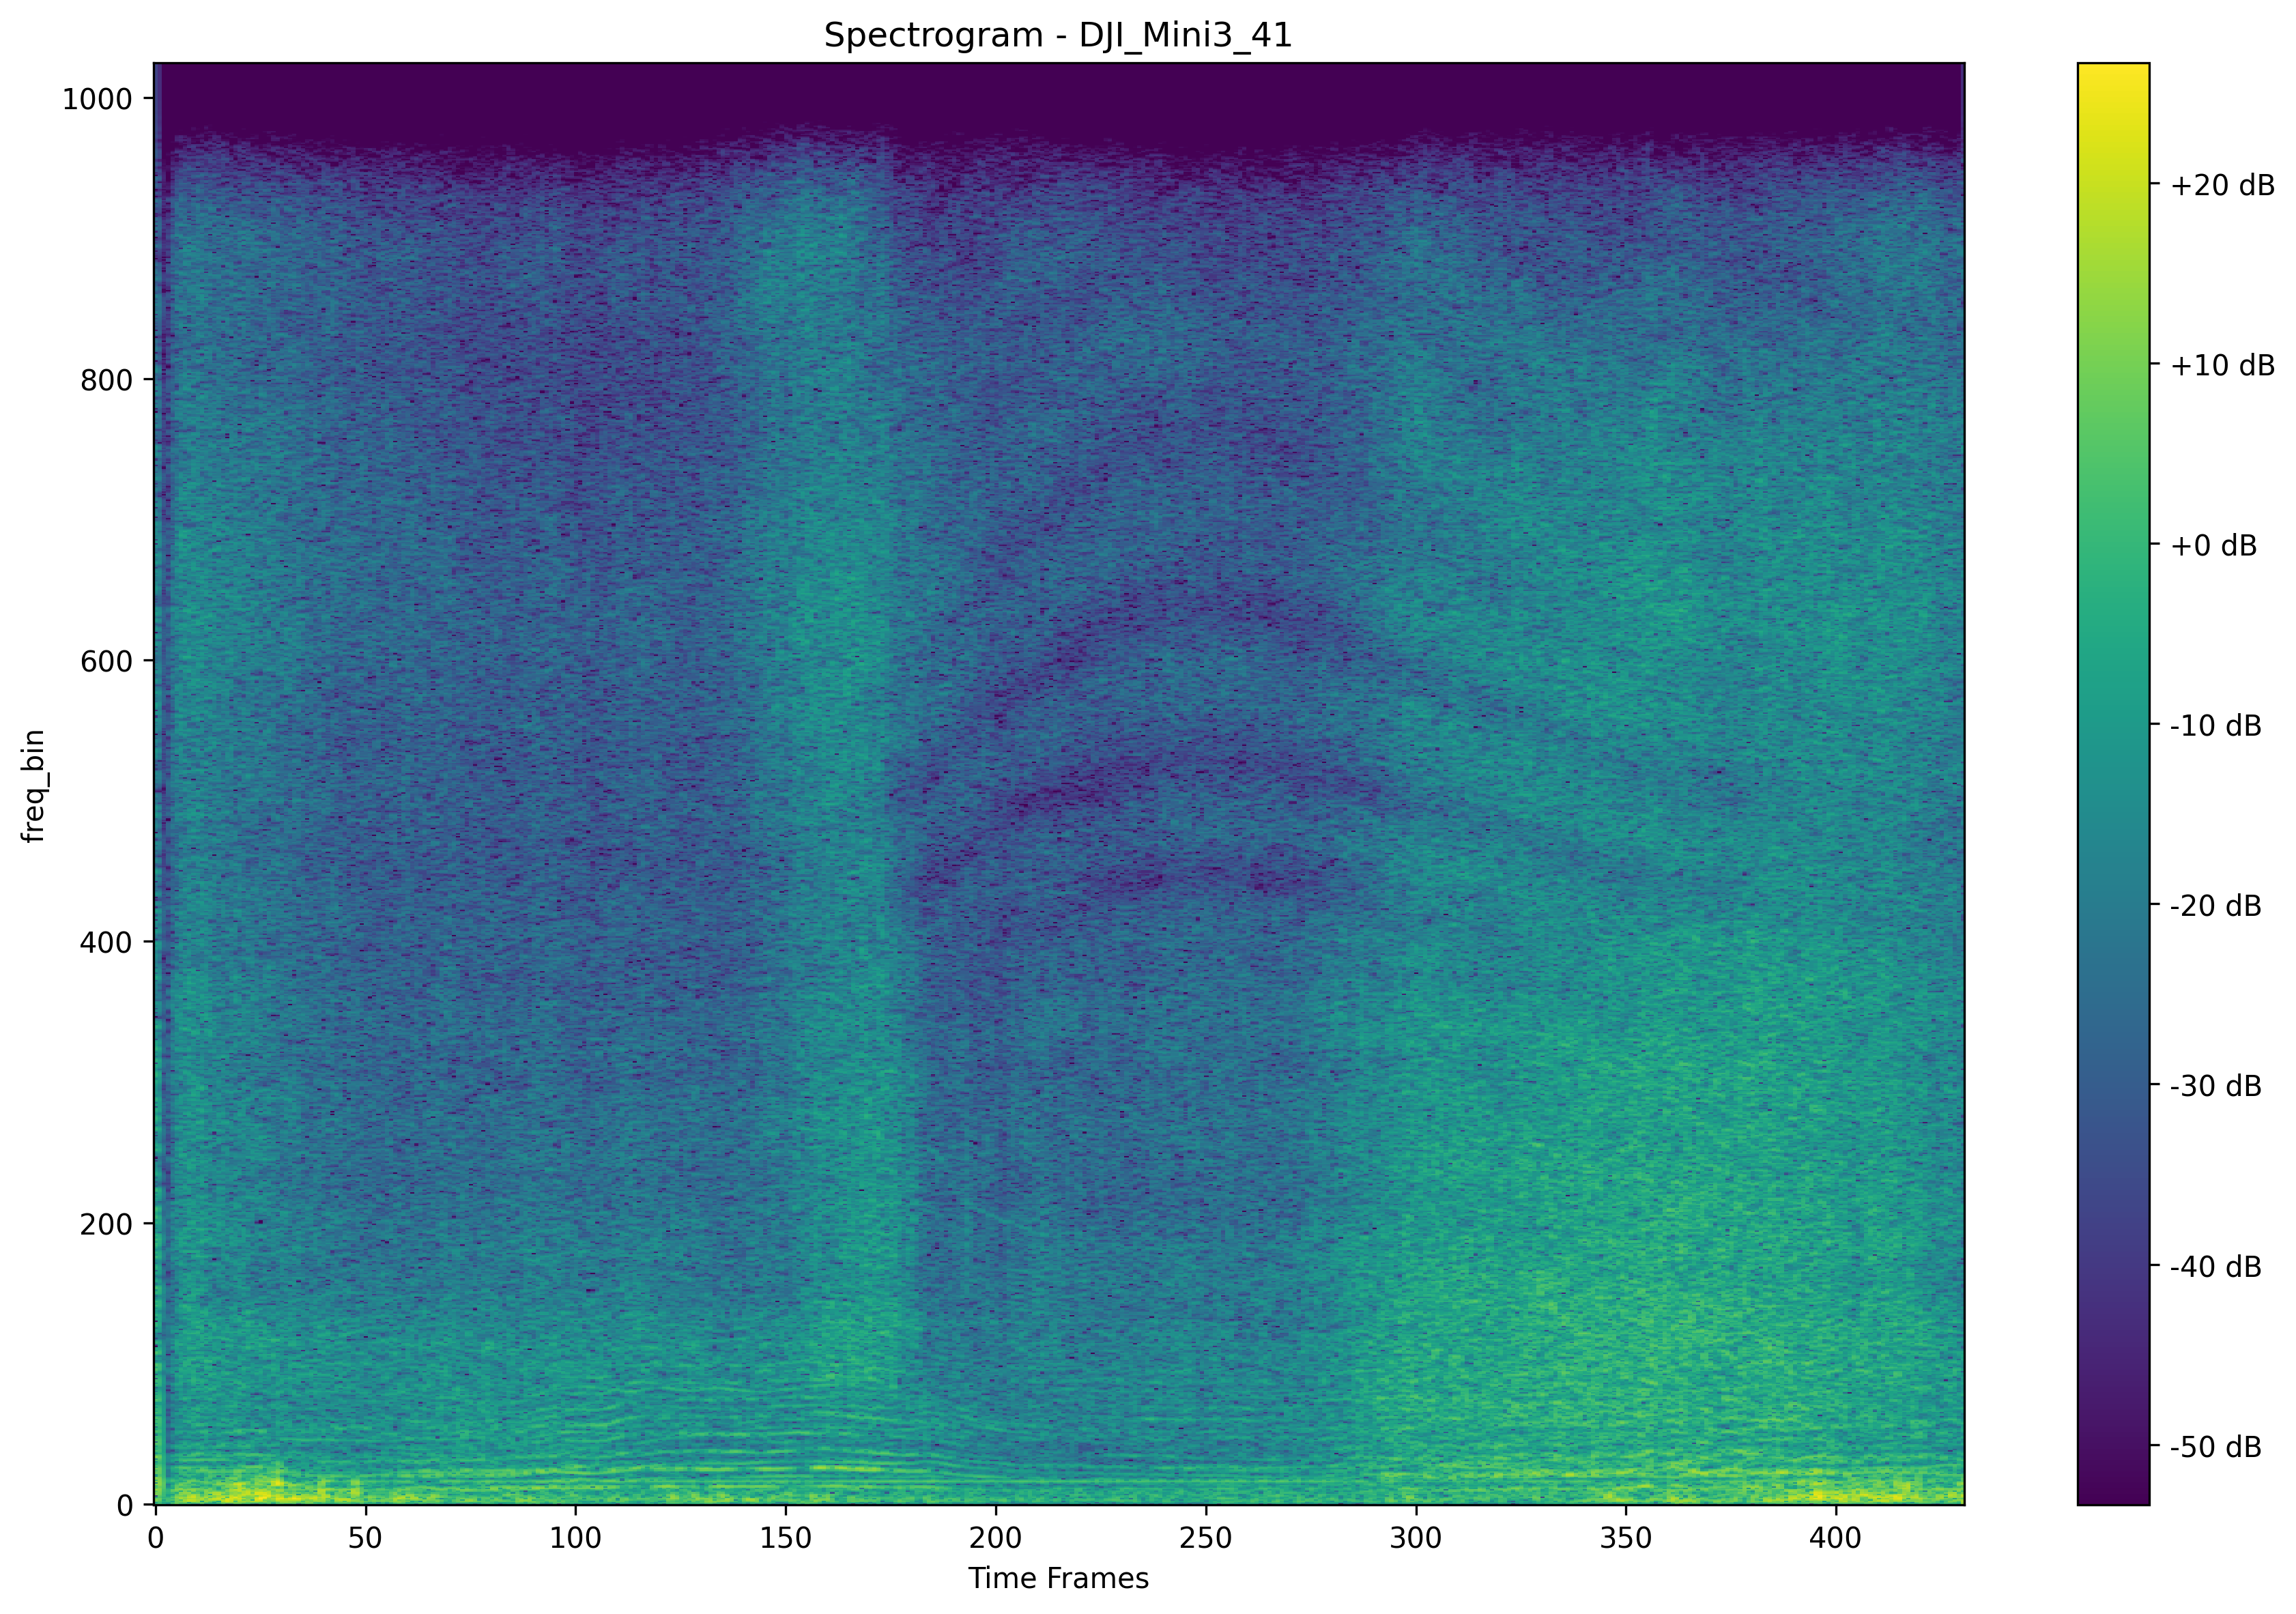 Spectrogram - DJI_Mini3_41
1000
800
600
400
200
0
freq_bin
0 50 100 150 200 250 300 350 400
Time Frames
+20 dB
+10 dB
+0 dB
-10 dB
-20 dB
-30 dB
-40 dB
-50 dB